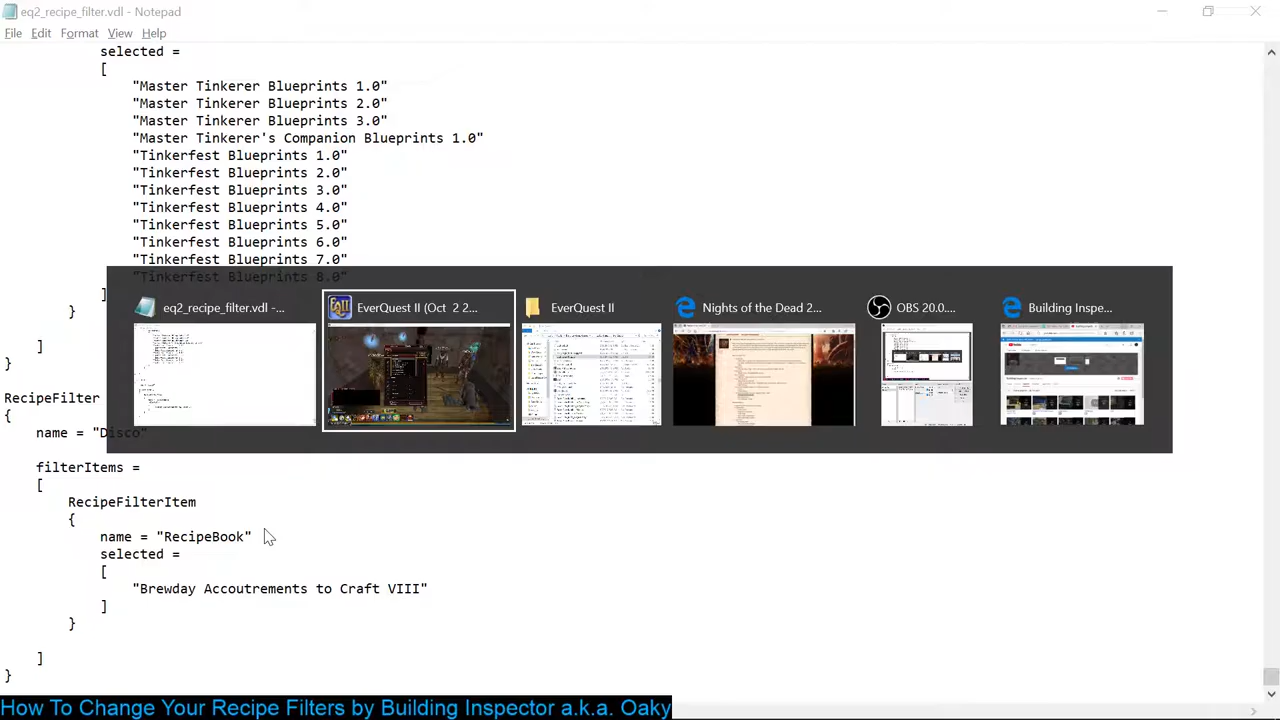 eq2_recipe_filter.vdl - Notepad
File Edit Format View Help
selected =
[
"Master Tinkerer Blueprints 1.0"
"Master Tinkerer Blueprints 2.0"
"Master Tinkerer Blueprints 3.0"
"Master Tinkerer's Companion Blueprints 1.0"
"Tinkerfest Blueprints 1.0"
"Tinkerfest Blueprints 2.0"
"Tinkerfest Blueprints 3.0"
"Tinkerfest Blueprints 4.0"
"Tinkerfest Blueprints 5.0"
"Tinkerfest Blueprints 6.0"
"Tinkerfest Blueprints 7.0"
"Tinkerfest Blueprints 8.0"
]
}
]
}
eq2_recipe_filter.vdl -...
EverQuest II (Oct 2 2...
EverQuest II
Nights of the Dead 2...
OBS 20.0....
Building Inspe...
RecipeFilter
{
name = "Disco"
filterItems =
[
RecipeFilterItem
{
name = "RecipeBook"
selected =
[
"Brewday Accoutrements to Craft VIII"
]
}
]
}
How To Change Your Recipe Filters by Building Inspector a.k.a. Oaky